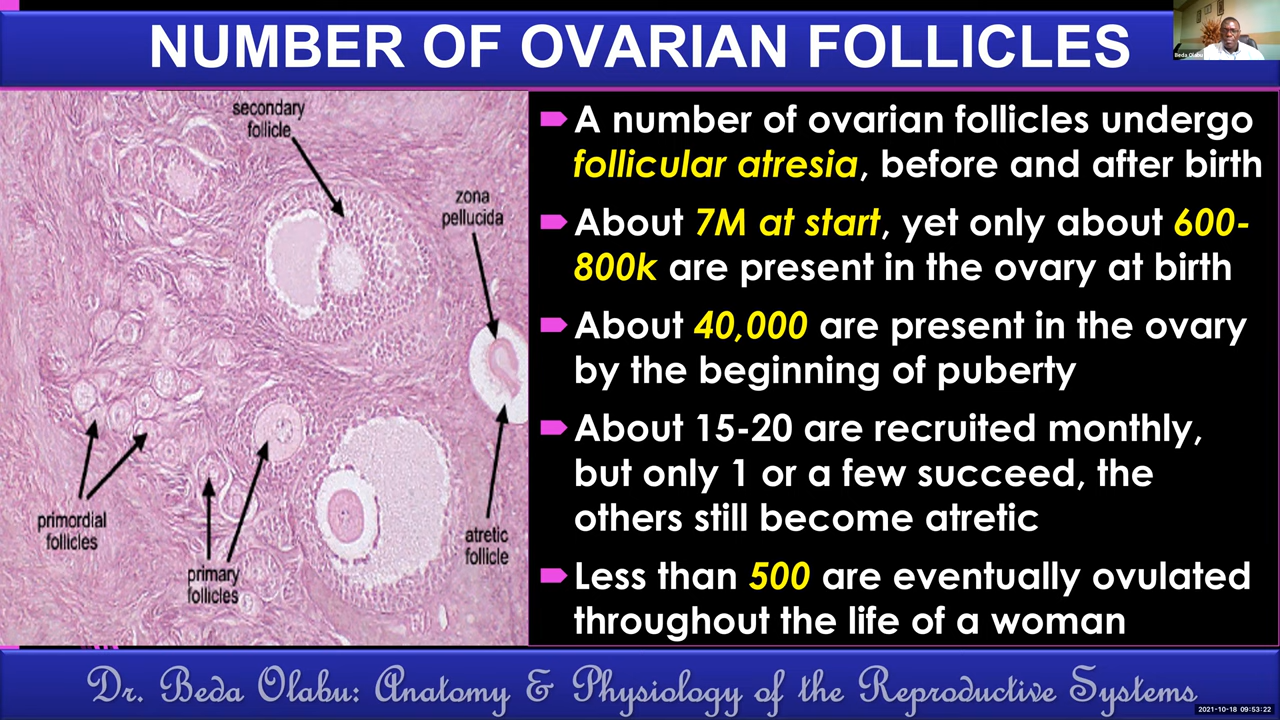 NUMBER OF OVARIAN FOLLICLES
Beda Olabu
secondary
follicle
zona
pellucida
primordial
follicles
primary
follicles
atretic
follicle
A number of ovarian follicles undergo
follicular atresia, before and after birth
About 7M at start, yet only about 600-
800k are present in the ovary at birth
About 40,000 are present in the ovary
by the beginning of puberty
About 15-20 are recruited monthly,
but only 1 or a few succeed, the
others still become atretic
Less than 500 are eventually ovulated
throughout the life of a woman
Dr. Beda Olabu: Anatomy & Physiology of the Reproductive Systems
2021-10-18 09:53:22